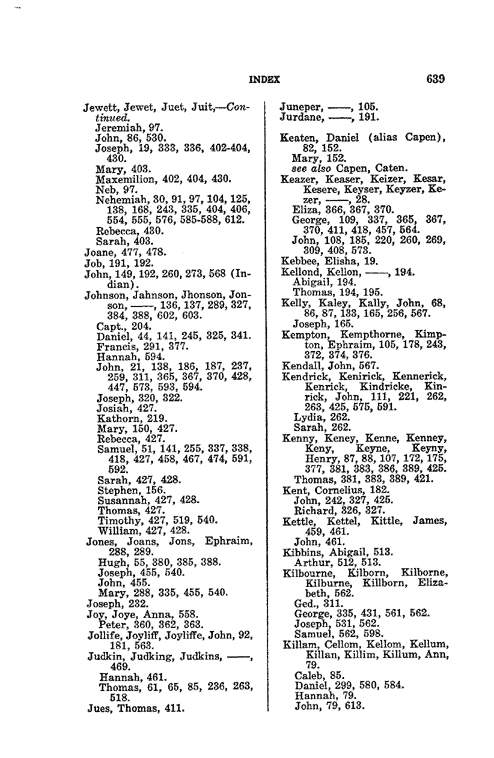 INDEX 639
Jewett, Jewet, Juet, Juit,—Con-
tinued.
Jeremiah, 97.
John, 86, 530.
Joseph, 19, 333, 336, 402-404,
430.
Mary, 403.
Maxemilion, 402, 404, 430.
Neb, 97.
Nehemiah, 30, 91, 97, 104, 125,
138, 168, 243, 335, 404, 406,
554, 555, 576, 585-588, 612.
Rebecca, 430.
Sarah, 403.
Joane, 477, 478.
Job, 191, 192.
John, 149, 192, 260, 273, 568 (In-
dian).
Johnson, Jahnson, Jhonson, Jon-
son, ——, 136, 137, 289, 327,
384, 388, 602, 603.
Capt., 204.
Daniel, 44, 141, 245, 325, 341.
Francis, 291, 377.
Hannah, 594.
John, 21, 138, 186, 187, 237,
259, 311, 365, 367, 370, 428,
447, 573, 593, 594.
Joseph, 320, 322.
Josiah, 427.
Kathorn, 219.
Mary, 150, 427.
Rebecca, 427.
Samuel, 51, 141, 255, 337, 338,
418, 427, 458, 467, 474, 591,
592.
Sarah, 427, 428.
Stephen, 156.
Susannah, 427, 428.
Thomas, 427.
Timothy, 427, 519, 540.
William, 427, 428.
Jones, Joans, Jons, Ephraim,
288, 289.
Hugh, 55, 380, 385, 388.
Joseph, 455, 540.
John, 455.
Mary, 288, 335, 455, 540.
Joseph, 232.
Joy, Joye, Anna, 558.
Peter, 360, 362, 363.
Jollife, Joyliff, Joyliffe, John, 92,
181, 563.
Judkin, Judking, Judkins, ——,
469.
Hannah, 461.
Thomas, 61, 65, 85, 236, 263,
518.
Jues, Thomas, 411.
Juneper, ——, 105.
Jurdane, ——, 191.
Keaten, Daniel (alias Capen),
82, 152.
Mary, 152.
see also Capen, Caten.
Keazer, Keaser, Keizer, Kesar,
Kesere, Keyser, Keyzer, Ke-
zer, ——, 28.
Eliza, 366, 367, 370.
George, 109, 337, 365, 367,
370, 411, 418, 457, 564.
John, 108, 185, 220, 260, 269,
309, 408, 573.
Kebbee, Elisha, 19.
Kellond, Kellon, ——, 194.
Abigail, 194.
Thomas, 194, 195.
Kelly, Kaley, Kally, John, 68,
86, 87, 133, 165, 256, 567.
Joseph, 165.
Kempton, Kempthorne, Kimp-
ton, Ephraim, 105, 178, 243,
372, 374, 376.
Kendall, John, 567.
Kendrick, Kenirick, Kennerick,
Kenrick, Kindricke, Kin-
rick, John, 111, 221, 262,
263, 425, 575, 591.
Lydia, 262.
Sarah, 262.
Kenny, Keney, Kenne, Kenney,
Keny, Keyne, Keyny,
Henry, 87, 88, 107, 172, 175,
377, 381, 383, 386, 389, 425.
Thomas, 381, 383, 389, 421.
Kent, Cornelius, 182.
John, 242, 327, 425.
Richard, 326, 327.
Kettle, Kettel, Kittle, James,
459, 461.
John, 461.
Kibbins, Abigail, 513.
Arthur, 512, 513.
Kilbourne, Kilborn, Kilborne,
Kilburne, Killborn, Eliza-
beth, 562.
Ged., 311.
George, 335, 431, 561, 562.
Joseph, 531, 562.
Samuel, 562, 598.
Killam, Cellom, Kellom, Kellum,
Killan, Killim, Killum, Ann,
79.
Caleb, 85.
Daniel, 299, 580, 584.
Hannah, 79.
John, 79, 613.